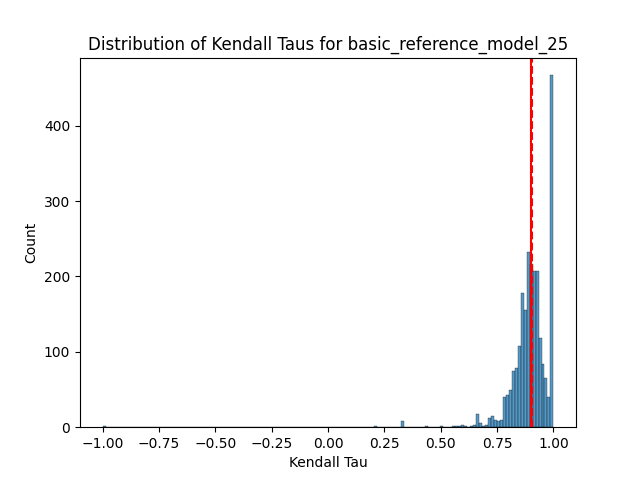 Distribution of Kendall Taus for basic_reference_model_25
Count
400
300
200
100
0
−1.00 −0.75 −0.50 −0.25 0.00 0.25 0.50 0.75 1.00
Kendall Tau